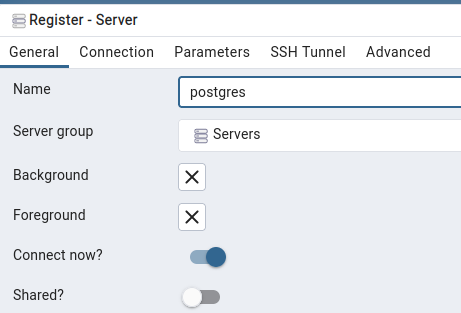 Register - Server
General Connection Parameters SSH Tunnel Advanced
Name postgres
Server group Servers
Background
Foreground
Connect now?
Shared?